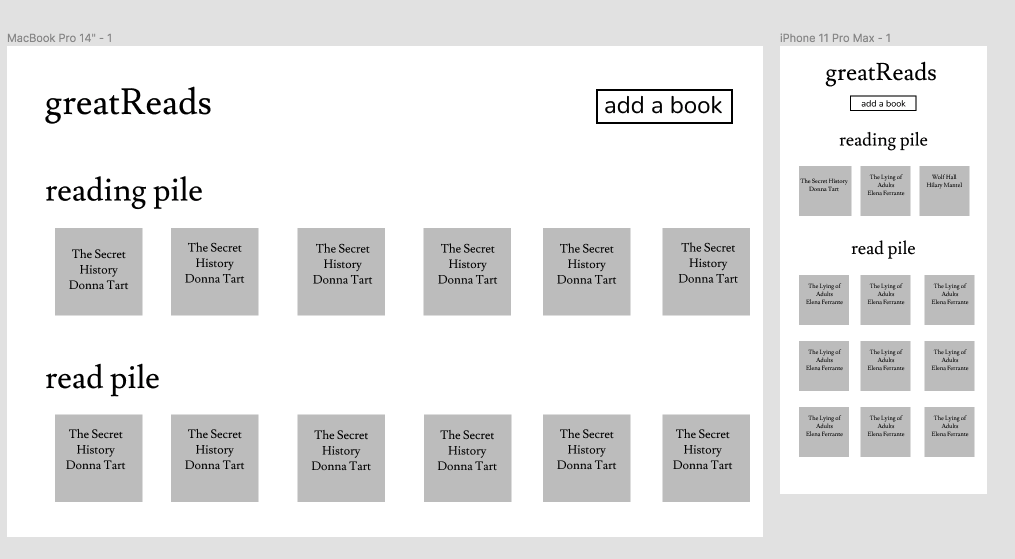 MacBook Pro 14" - 1
greatReads
add a book
reading pile
The Secret
History
Donna Tart
The Secret
History
Donna Tart
The Secret
History
Donna Tart
The Secret
History
Donna Tart
The Secret
History
Donna Tart
The Secret
History
Donna Tart
read pile
The Secret
History
Donna Tart
The Secret
History
Donna Tart
The Secret
History
Donna Tart
The Secret
History
Donna Tart
The Secret
History
Donna Tart
The Secret
History
Donna Tart
iPhone 11 Pro Max - 1
greatReads
add a book
reading pile
The Secret History
Donna Tart
The Lying of
Adults
Elena Ferrante
Wolf Hall
Hilary Mantel
read pile
The Lying of
Adults
Elena Ferrante
The Lying of
Adults
Elena Ferrante
The Lying of
Adults
Elena Ferrante
The Lying of
Adults
Elena Ferrante
The Lying of
Adults
Elena Ferrante
The Lying of
Adults
Elena Ferrante
The Lying of
Adults
Elena Ferrante
The Lying of
Adults
Elena Ferrante
The Lying of
Adults
Elena Ferrante